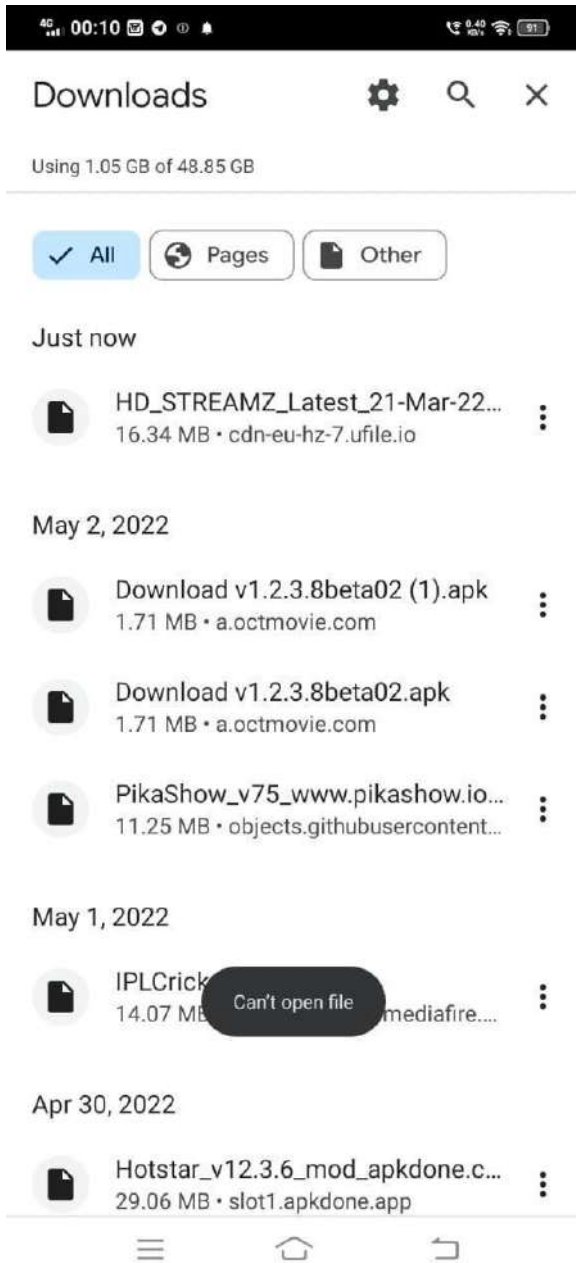 4G 00:10 0.40 KB/s 91
Downloads
Using 1.05 GB of 48.85 GB
All Pages Other
Just now
HD_STREAMZ_Latest_21-Mar-22...
16.34 MB • cdn-eu-hz-7.ufile.io
May 2, 2022
Download v1.2.3.8beta02 (1).apk
1.71 MB • a.octmovie.com
Download v1.2.3.8beta02.apk
1.71 MB • a.octmovie.com
PikaShow_v75_www.pikashow.io...
11.25 MB • objects.githubusercontent...
May 1, 2022
IPLCrick
Can't open file
14.07 MB mediafire....
Apr 30, 2022
Hotstar_v12.3.6_mod_apkdone.c...
29.06 MB • slot1.apkdone.app